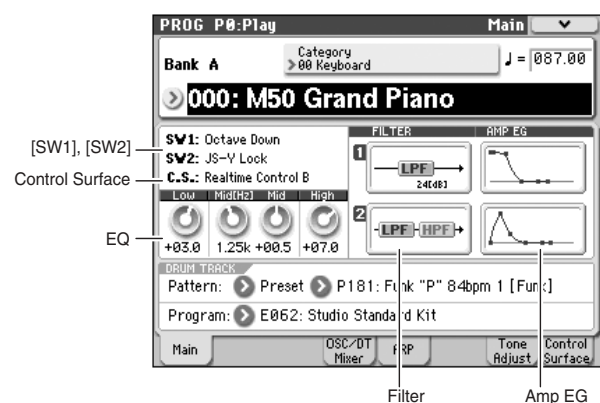 PROG P0:Play Main
Bank A
Category
00 Keyboard
♩ = 087.00
000: M50 Grand Piano
[SW1], [SW2]
SW1: Octave Down
SW2: JS-Y Lock
Control Surface
C.S.: Realtime Control B
FILTER
AMP EG
1
LPF
24[dB]
2
LPF HPF
EQ
Low Mid[Hz] Mid High
+03.0 1.25k +00.5 +07.0
DRUM TRACK
Pattern: Preset P181: Funk "P" 84bpm 1 [Funk]
Program: E062: Studio Standard Kit
Main
OSC/DT Mixer
ARP
Tone Adjust
Control Surface
Filter
Amp EG